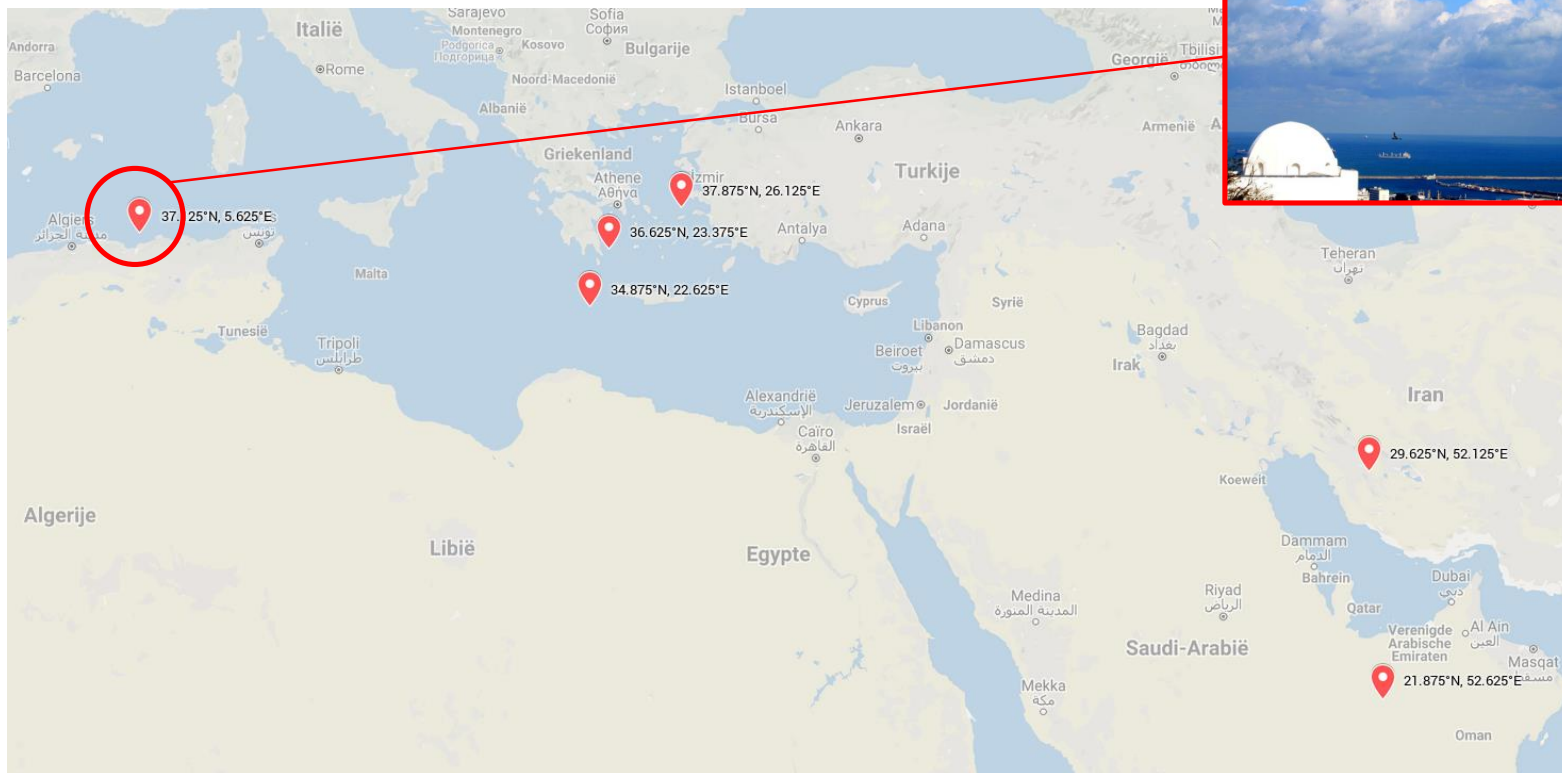 Sarajevo
Sofia
София
Montenegro
Podgorica
Подгорица
Kosovo
Bulgarije
Italië
Andorra
Barcelona
Rome
Noord-Macedonië
Albanië
Istanboel
Bursa
Ankara
Georgië
Armenië
Griekenland
Athene
Αθήνα
İzmir
Turkije
37.875°N, 26.125°E
5.625°E
Algiers
مدينة الجزائر
تونس
36.625°N, 23.375°E
Antalya
Adana
Teheran
تهران
Malta
34.875°N, 22.625°E
Cyprus
Syrië
Tunesië
Tripoli
طرابلس
Libanon
Beiroet
بيروت
Damascus
دمشق
Bagdad
بغداد
Irak
Iran
Alexandrië
الإسكندرية
Jeruzalem
Jordanië
Caïro
القاهرة
Israël
29.625°N, 52.125°E
Koeweit
Algerije
Libië
Egypte
Dammam
الدمام
Bahrein
Dubai
دبي
Medina
المدينة المنورة
Riyad
الرياض
Qatar
Verenigde
Arabische
Emiraten
Al Ain
العين
Saudi-Arabië
Masqat
21.875°N, 52.625°E
Mekka
مكة
Oman